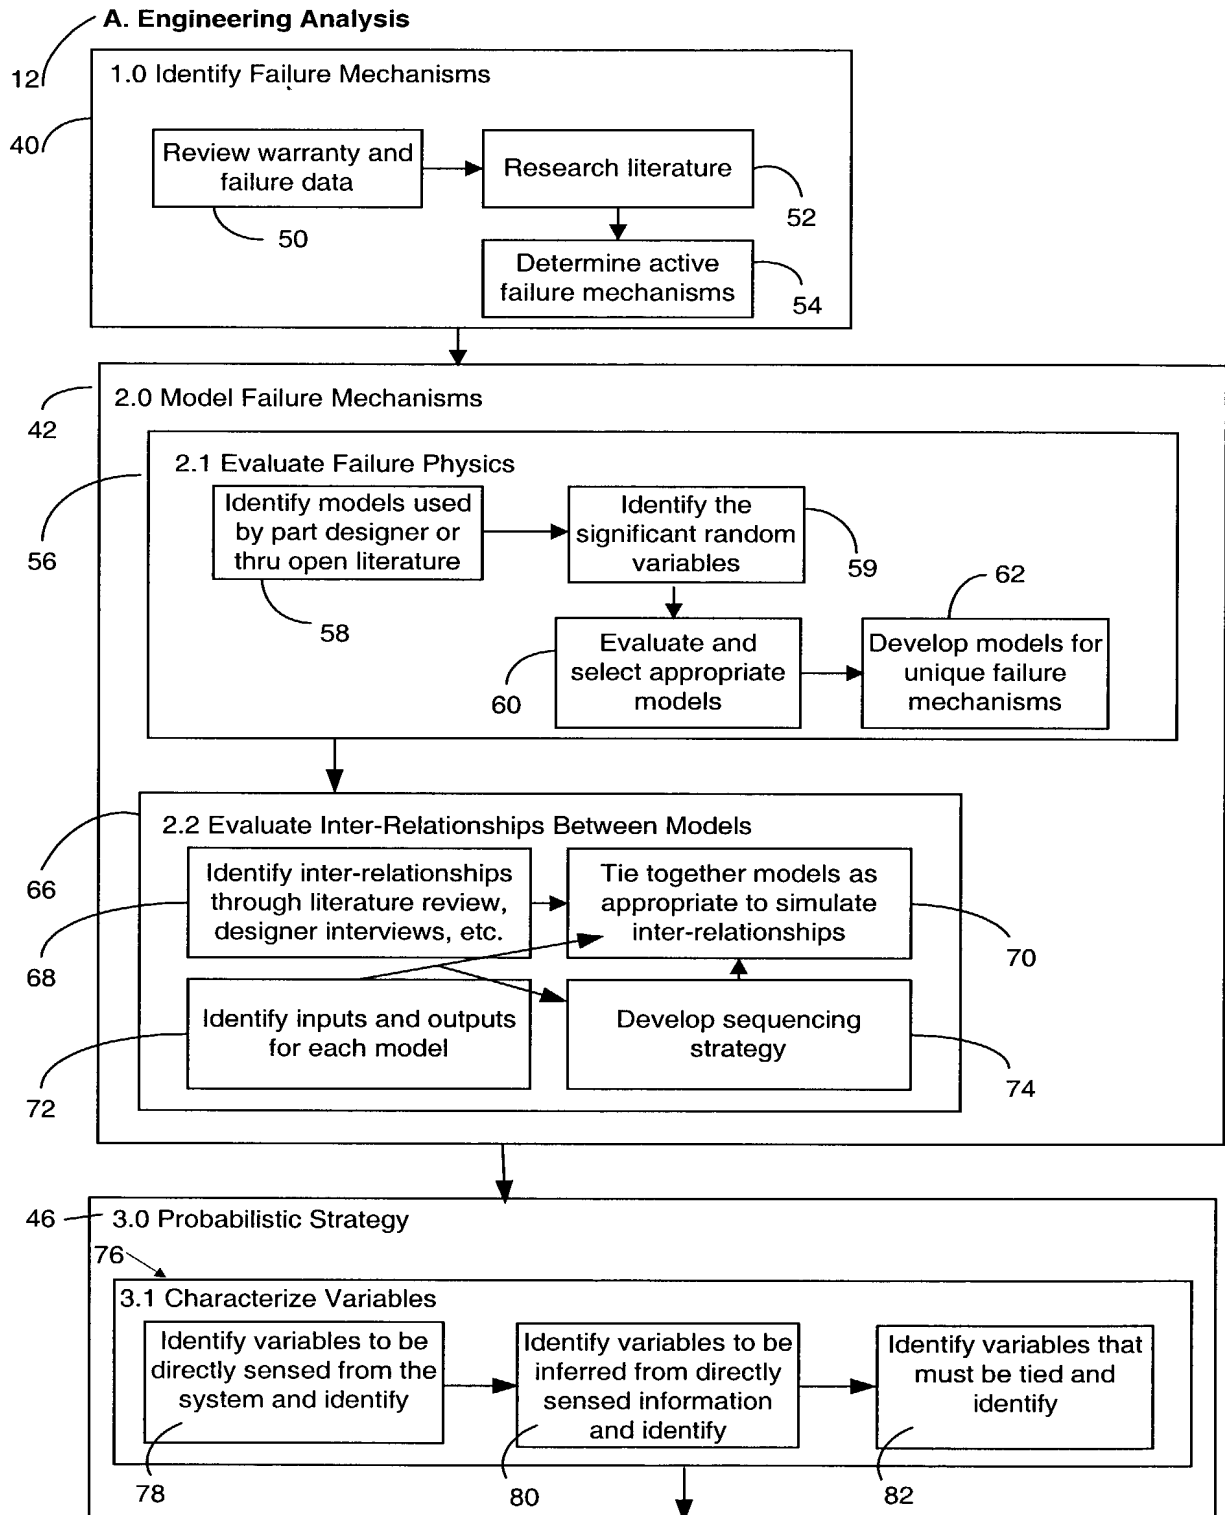 A. Engineering Analysis
12
1.0 Identify Failure Mechanisms
40
Review warranty and
failure data
Research literature
50
52
Determine active
failure mechanisms
54
2.0 Model Failure Mechanisms
42
2.1 Evaluate Failure Physics
56
Identify models used
by part designer or
thru open literature
Identify the
significant random
variables
58
59
62
Evaluate and
select appropriate
models
60
Develop models for
unique failure
mechanisms
2.2 Evaluate Inter-Relationships Between Models
66
Identify inter-relationships
through literature review,
designer interviews, etc.
Tie together models as
appropriate to simulate
inter-relationships
68
70
Identify inputs and outputs
for each model
Develop sequencing
strategy
72
74
46
3.0 Probabilistic Strategy
76
3.1 Characterize Variables
Identify variables to be
directly sensed from the
system and identify
Identify variables to be
inferred from directly
sensed information
and identify
Identify variables that
must be tied and
identify
78
80
82